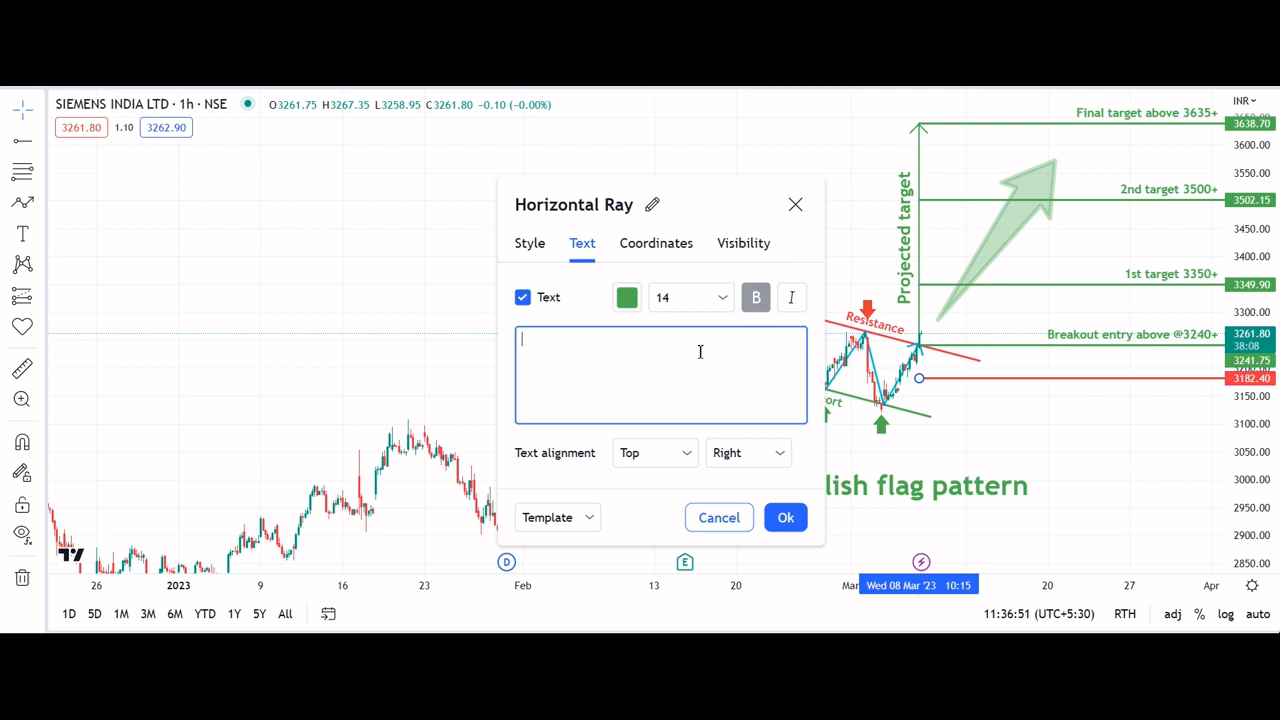 SIEMENS INDIA LTD · 1h · NSE
O3261.75 H3267.35 L3258.95 C3261.80 −0.10 (−0.00%)
INR
3261.80 1.10 3262.90
Final target above 3635+
3638.70
3600.00
3550.00
2nd target 3500+
3502.15
3450.00
3400.00
1st target 3350+
3349.90
3300.00
Projected target
Resistance
Breakout entry above @3240+
3261.80
38:08
3241.75
3182.40
3150.00
3100.00
3050.00
3000.00
2950.00
2900.00
2850.00
ort
lish flag pattern
Horizontal Ray
Style Text Coordinates Visibility
Text 14 B I
Text alignment Top Right
Template Cancel Ok
D E
26 2023 9 16 23 Feb 13 20 Mar Wed 08 Mar '23 10:15 20 27 Apr
1D 5D 1M 3M 6M YTD 1Y 5Y All 11:36:51 (UTC+5:30) RTH adj % log auto